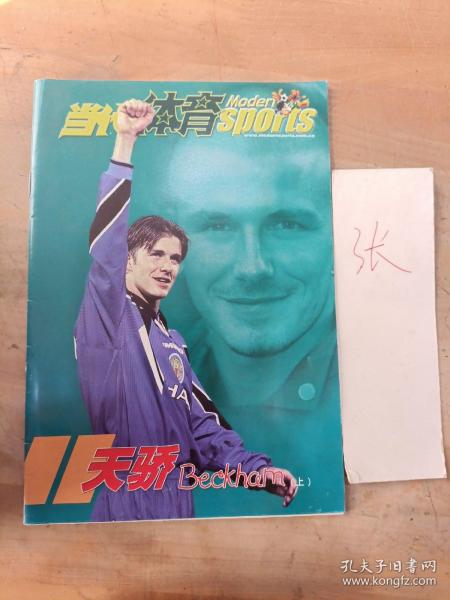 当代体育
Modern
sports
www.modernsports.com.cn
张
SHA
天骄 Beckham (上)
孔夫子旧书网
www.kongfz.com